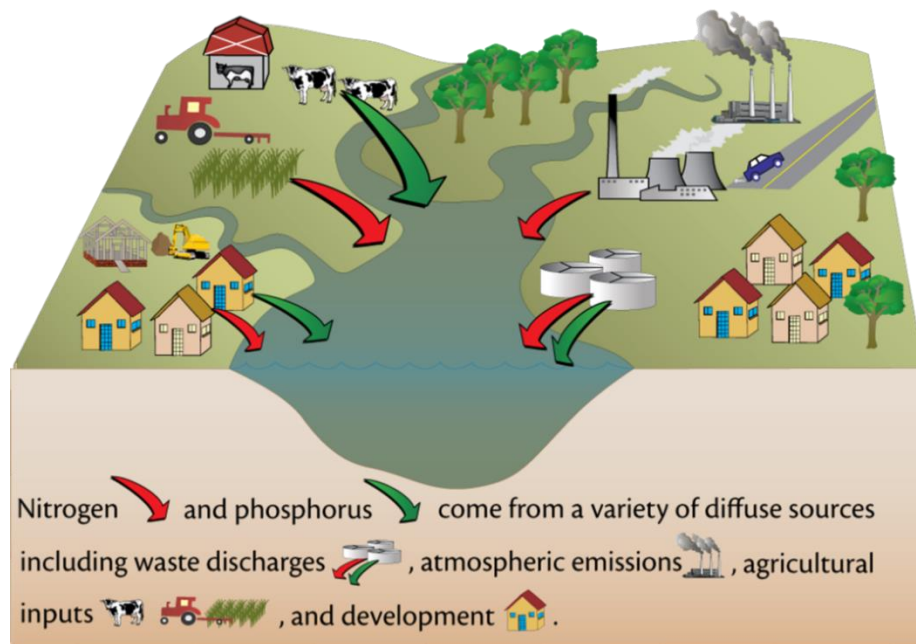 Nitrogen and phosphorus come from a variety of diffuse sources
including waste discharges , atmospheric emissions , agricultural
inputs , and development .